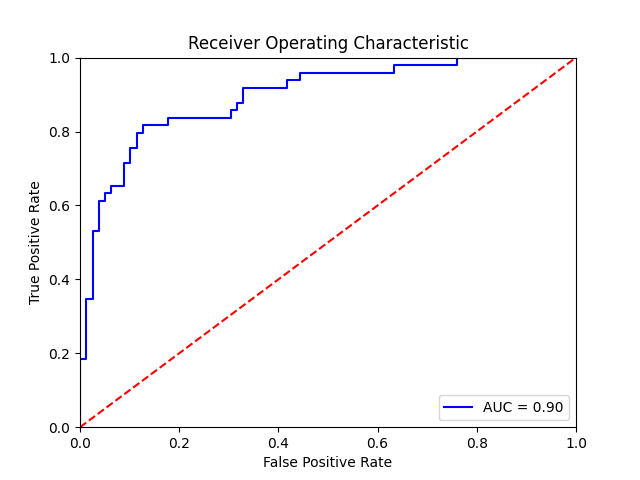 Receiver Operating Characteristic
1.0
0.8
0.6
0.4
0.2
0.0
True Positive Rate
AUC = 0.90
0.0 0.2 0.4 0.6 0.8 1.0
False Positive Rate